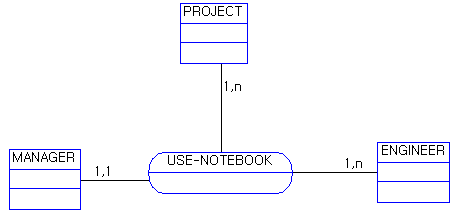 PROJECT
1,n
MANAGER
1,1
USE-NOTEBOOK
1,n
ENGINEER